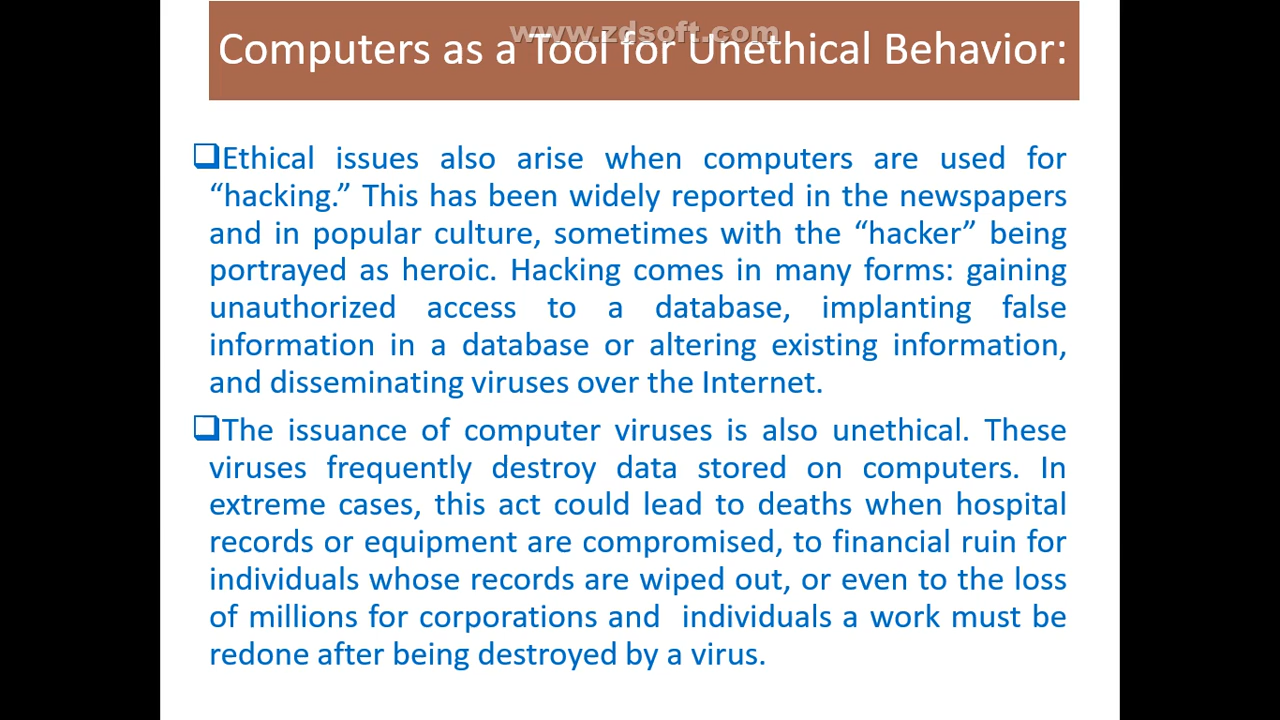 www.zdsoft.com
Computers as a Tool for Unethical Behavior:
Ethical issues also arise when computers are used for
“hacking.” This has been widely reported in the newspapers
and in popular culture, sometimes with the “hacker” being
portrayed as heroic. Hacking comes in many forms: gaining
unauthorized access to a database, implanting false
information in a database or altering existing information,
and disseminating viruses over the Internet.
The issuance of computer viruses is also unethical. These
viruses frequently destroy data stored on computers. In
extreme cases, this act could lead to deaths when hospital
records or equipment are compromised, to financial ruin for
individuals whose records are wiped out, or even to the loss
of millions for corporations and individuals a work must be
redone after being destroyed by a virus.